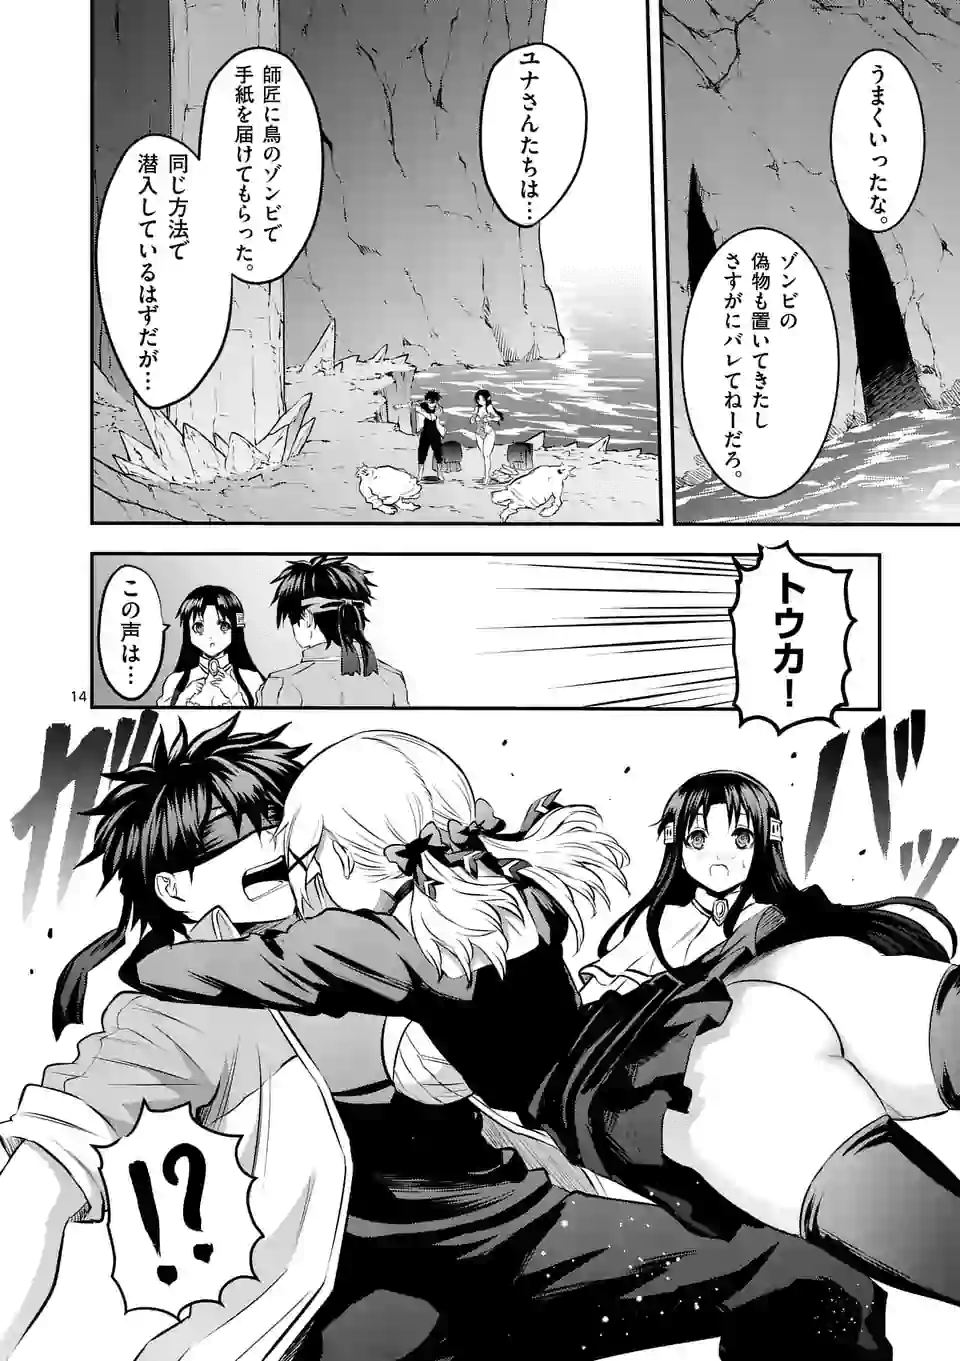 うまくいったな。
ゾンビの
偽物も置いてきたし
さすがにバレてねーだろ。
ユナさんたちは…
師匠に鳥のゾンビで
手紙を届けてもらった。
同じ方法で
潜入しているはずだが…
トウカ！
この声は…
14
ガバッ
!?